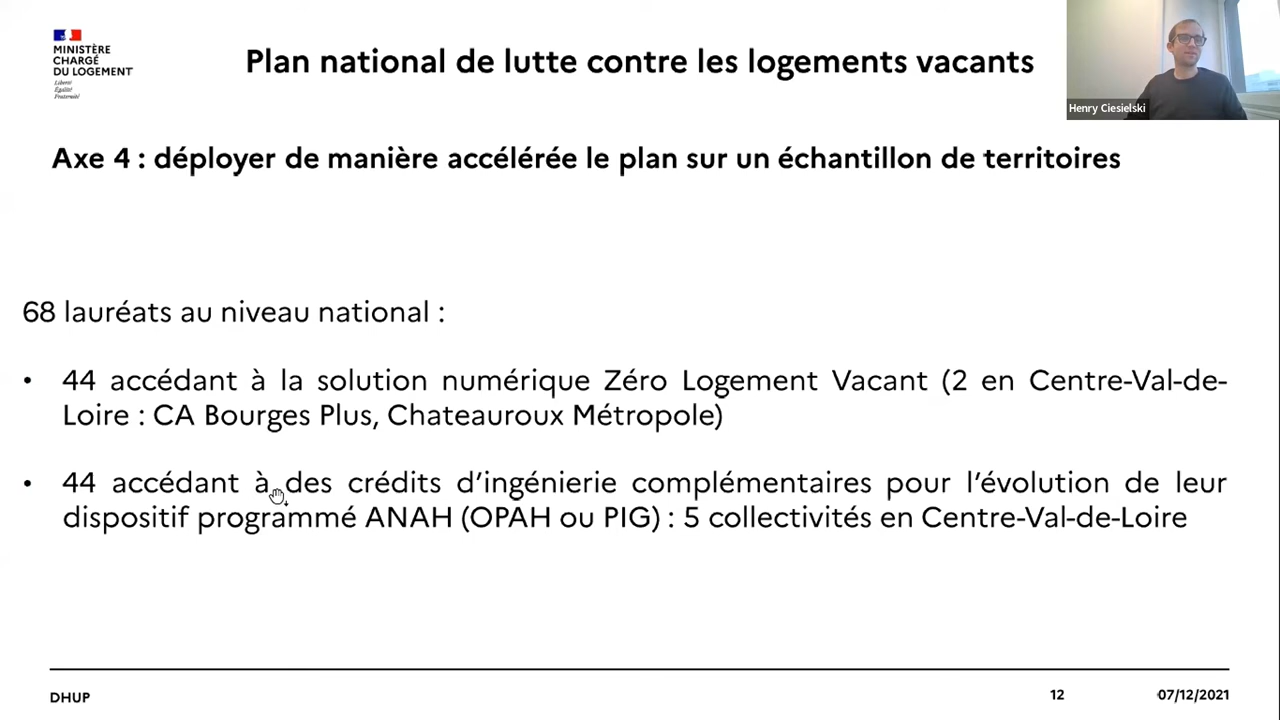 MINISTÈRE
CHARGÉ
DU LOGEMENT
Liberté
Égalité
Fraternité
Plan national de lutte contre les logements vacants
Henry Ciesielski
Axe 4 : déployer de manière accélérée le plan sur un échantillon de territoires
68 lauréats au niveau national :
• 44 accédant à la solution numérique Zéro Logement Vacant (2 en Centre-Val-de-
Loire : CA Bourges Plus, Chateauroux Métropole)
• 44 accédant à des crédits d’ingénierie complémentaires pour l’évolution de leur
dispositif programmé ANAH (OPAH ou PIG) : 5 collectivités en Centre-Val-de-Loire
DHUP
12
07/12/2021